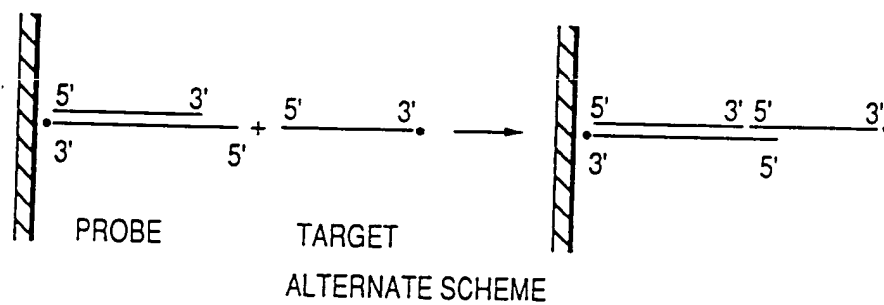 5' 3' 5' 3' 5' 3' 5' 3'
+
3' 5' 3' 5'
PROBE TARGET
ALTERNATE SCHEME